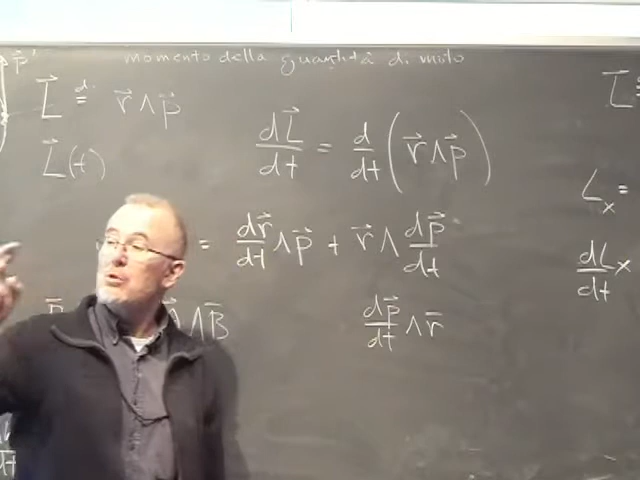 p⃗'
momento della quantità di moto
L⃗ =ᵈ· r⃗ ∧ p⃗
L⃗(t)
dL⃗/dt = d/dt (r⃗ ∧ p⃗)
= dr⃗/dt ∧ p⃗ + r⃗ ∧ dp⃗/dt
∧ B̅
dp⃗/dt ∧ r̅
L⃗ =
Lₓ =
dLₓ/dt